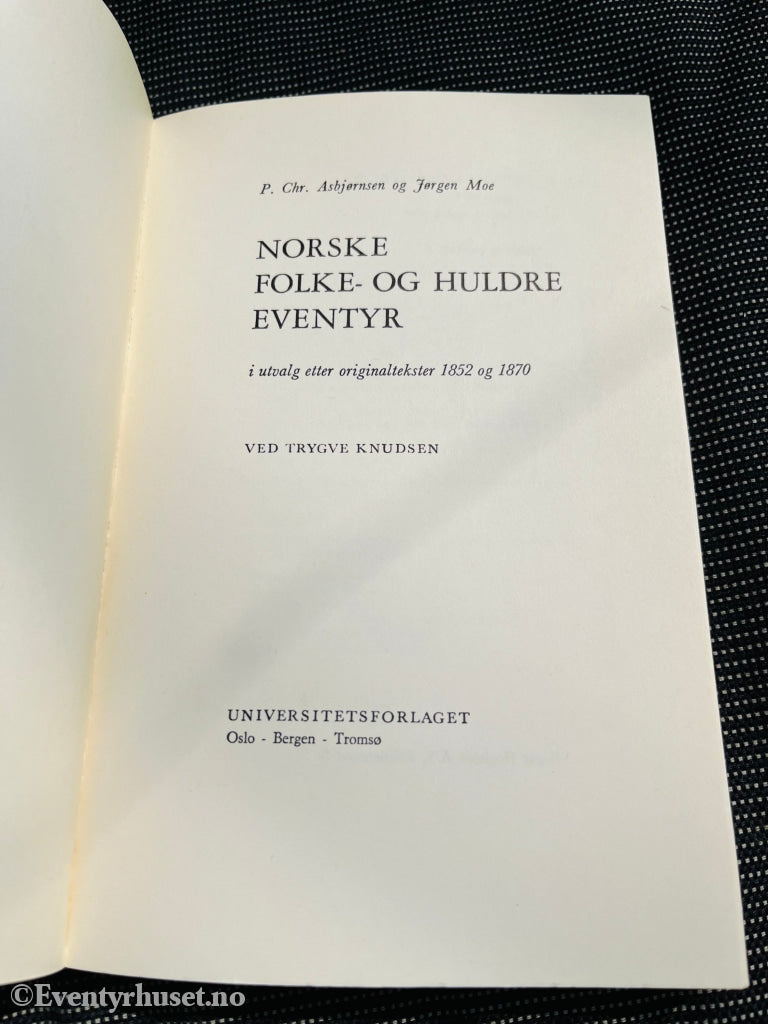 P. Chr. Asbjørnsen og Jørgen Moe
NORSKE
FOLKE- OG HULDRE
EVENTYR
i utvalg etter originaltekster 1852 og 1870
VED TRYGVE KNUDSEN
UNIVERSITETSFORLAGET
Oslo - Bergen - Tromsø
©Eventyrhuset.no